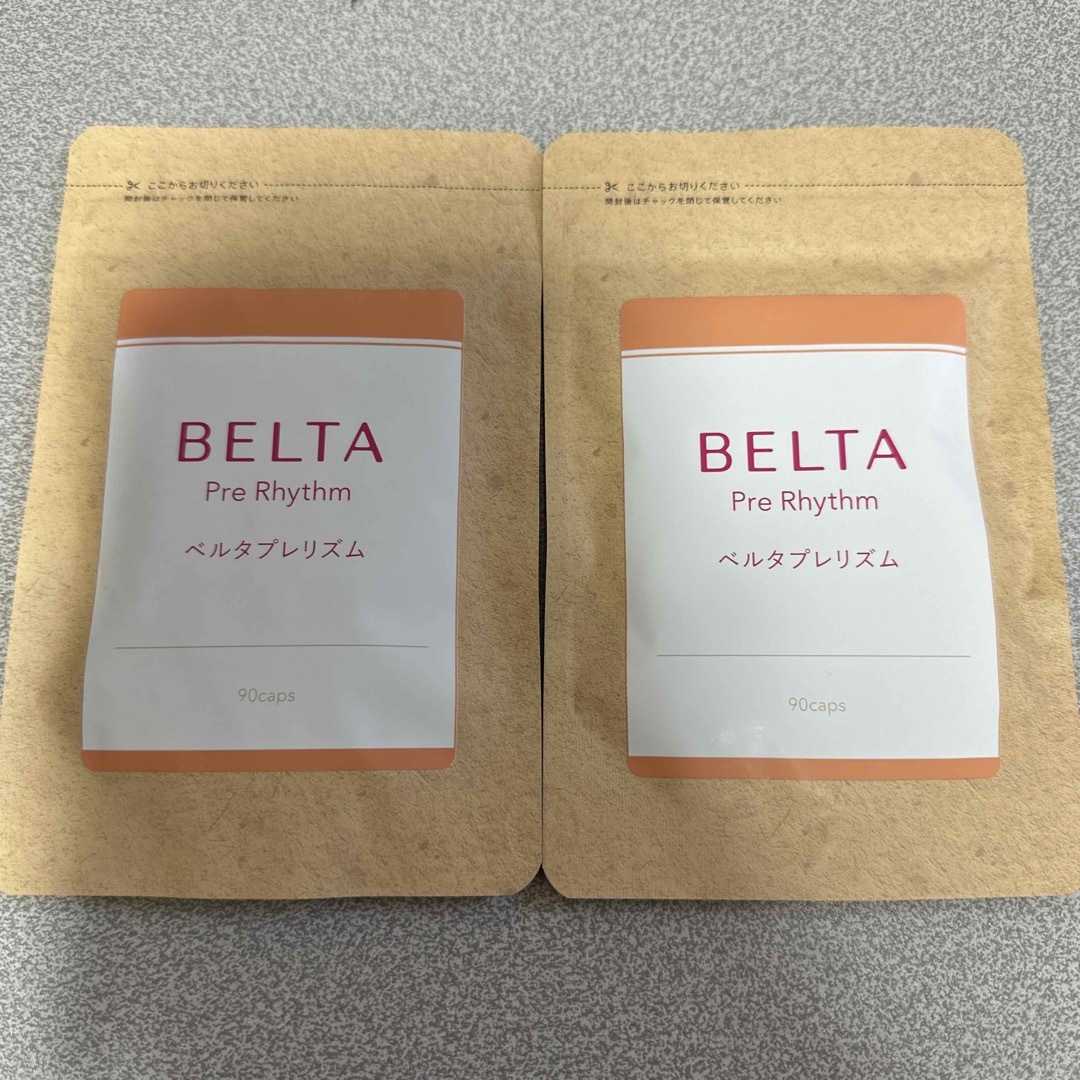 ここからお切りください
開封後はチャックを閉じて保管してください
BELTA
Pre Rhythm
ベルタプレリズム
90caps
ここからお切りください
開封後はチャックを閉じて保管してください
BELTA
Pre Rhythm
ベルタプレリズム
90caps